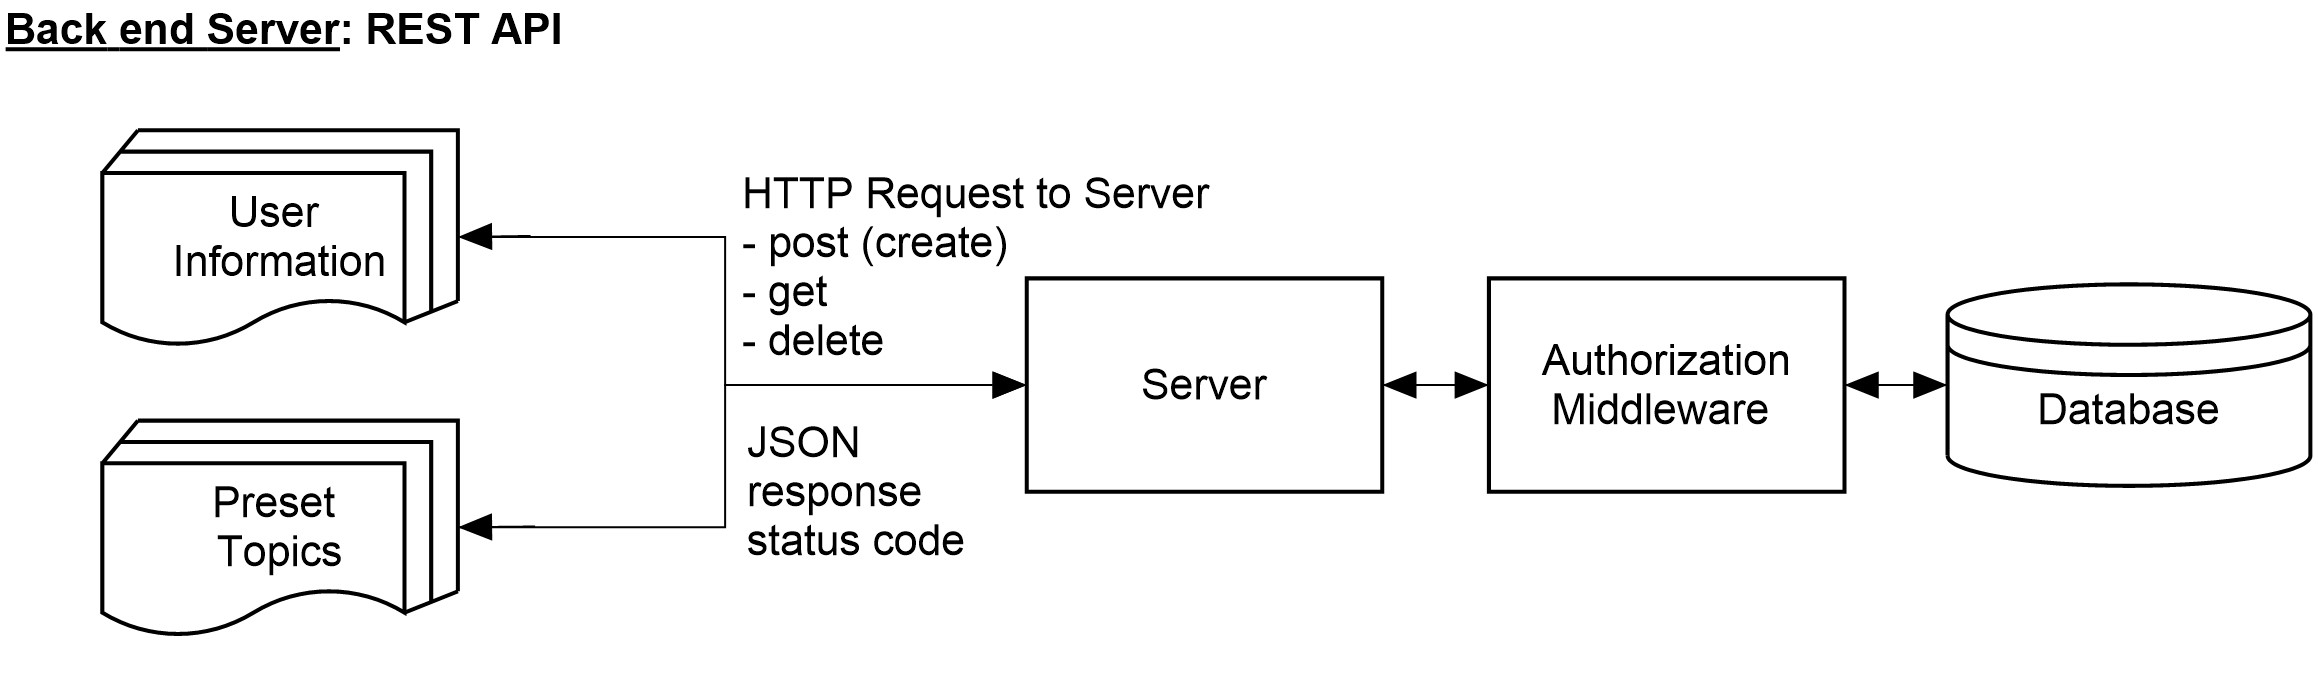 Back end Server: REST API
User
Information
HTTP Request to Server
- post (create)
- get
- delete
Server
Authorization
Middleware
Database
JSON
response
status code
Preset
Topics